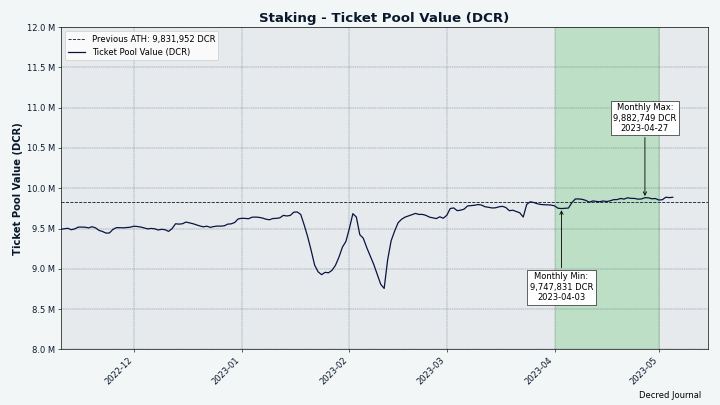 Staking - Ticket Pool Value (DCR)
Previous ATH: 9,831,952 DCR
Ticket Pool Value (DCR)
Ticket Pool Value (DCR)
12.0 M
11.5 M
11.0 M
10.5 M
10.0 M
9.5 M
9.0 M
8.5 M
8.0 M
Monthly Max:
9,882,749 DCR
2023-04-27
Monthly Min:
9,747,831 DCR
2023-04-03
2022-12
2023-01
2023-02
2023-03
2023-04
2023-05
Decred Journal